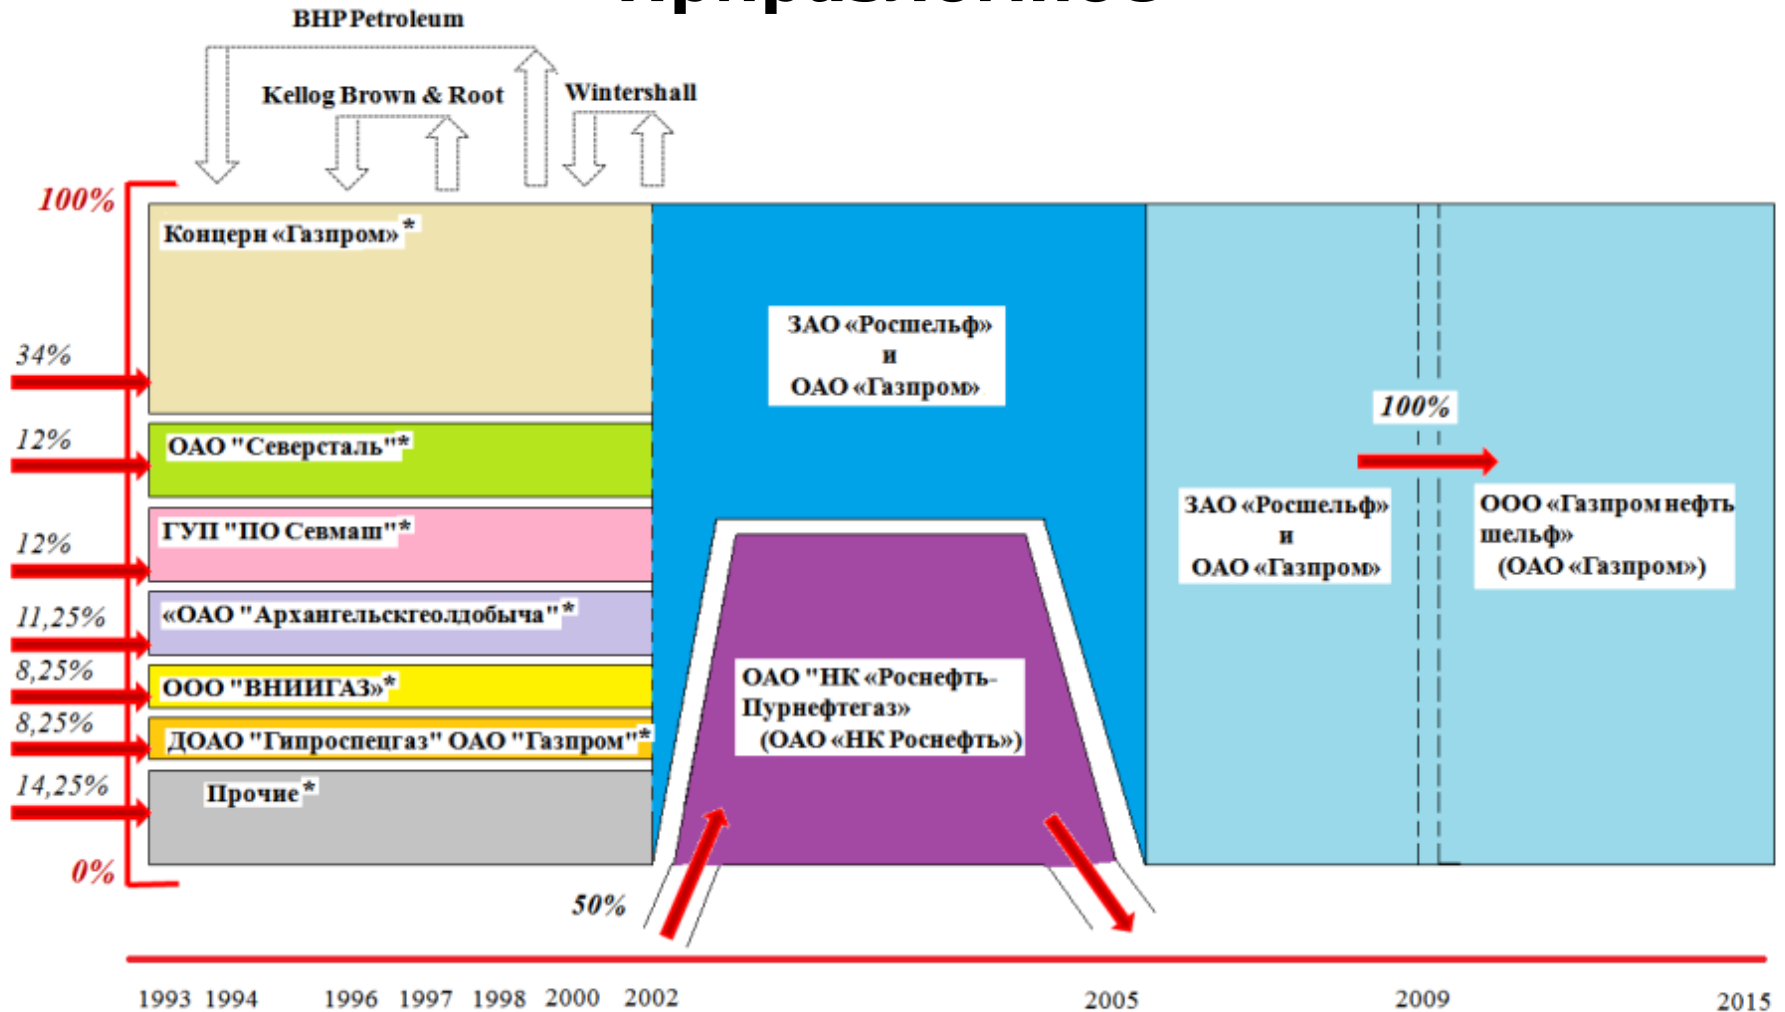 BHP Petroleum
Kellog Brown & Root
Wintershall
100%
Концерн «Газпром»*
34%
12%
ОАО "Северсталь"*
12%
ГУП "ПО Севмаш"*
11,25%
«ОАО "Архангельскгеолдобыча"*
8,25%
ООО "ВНИИГАЗ»*
8,25%
ДОАО "Гипроспецгаз" ОАО "Газпром"*
14,25%
Прочие*
0%
ЗАО «Росшельф»
и
ОАО «Газпром»
ОАО "НК «Роснефть-
Пурнефтегаз»
(ОАО «НК Роснефть»)
50%
100%
ЗАО «Росшельф»
и
ОАО «Газпром»
ООО «Газпром нефть
шельф»
(ОАО «Газпром»)
1993 1994 1996 1997 1998 2000 2002 2005 2009 2015